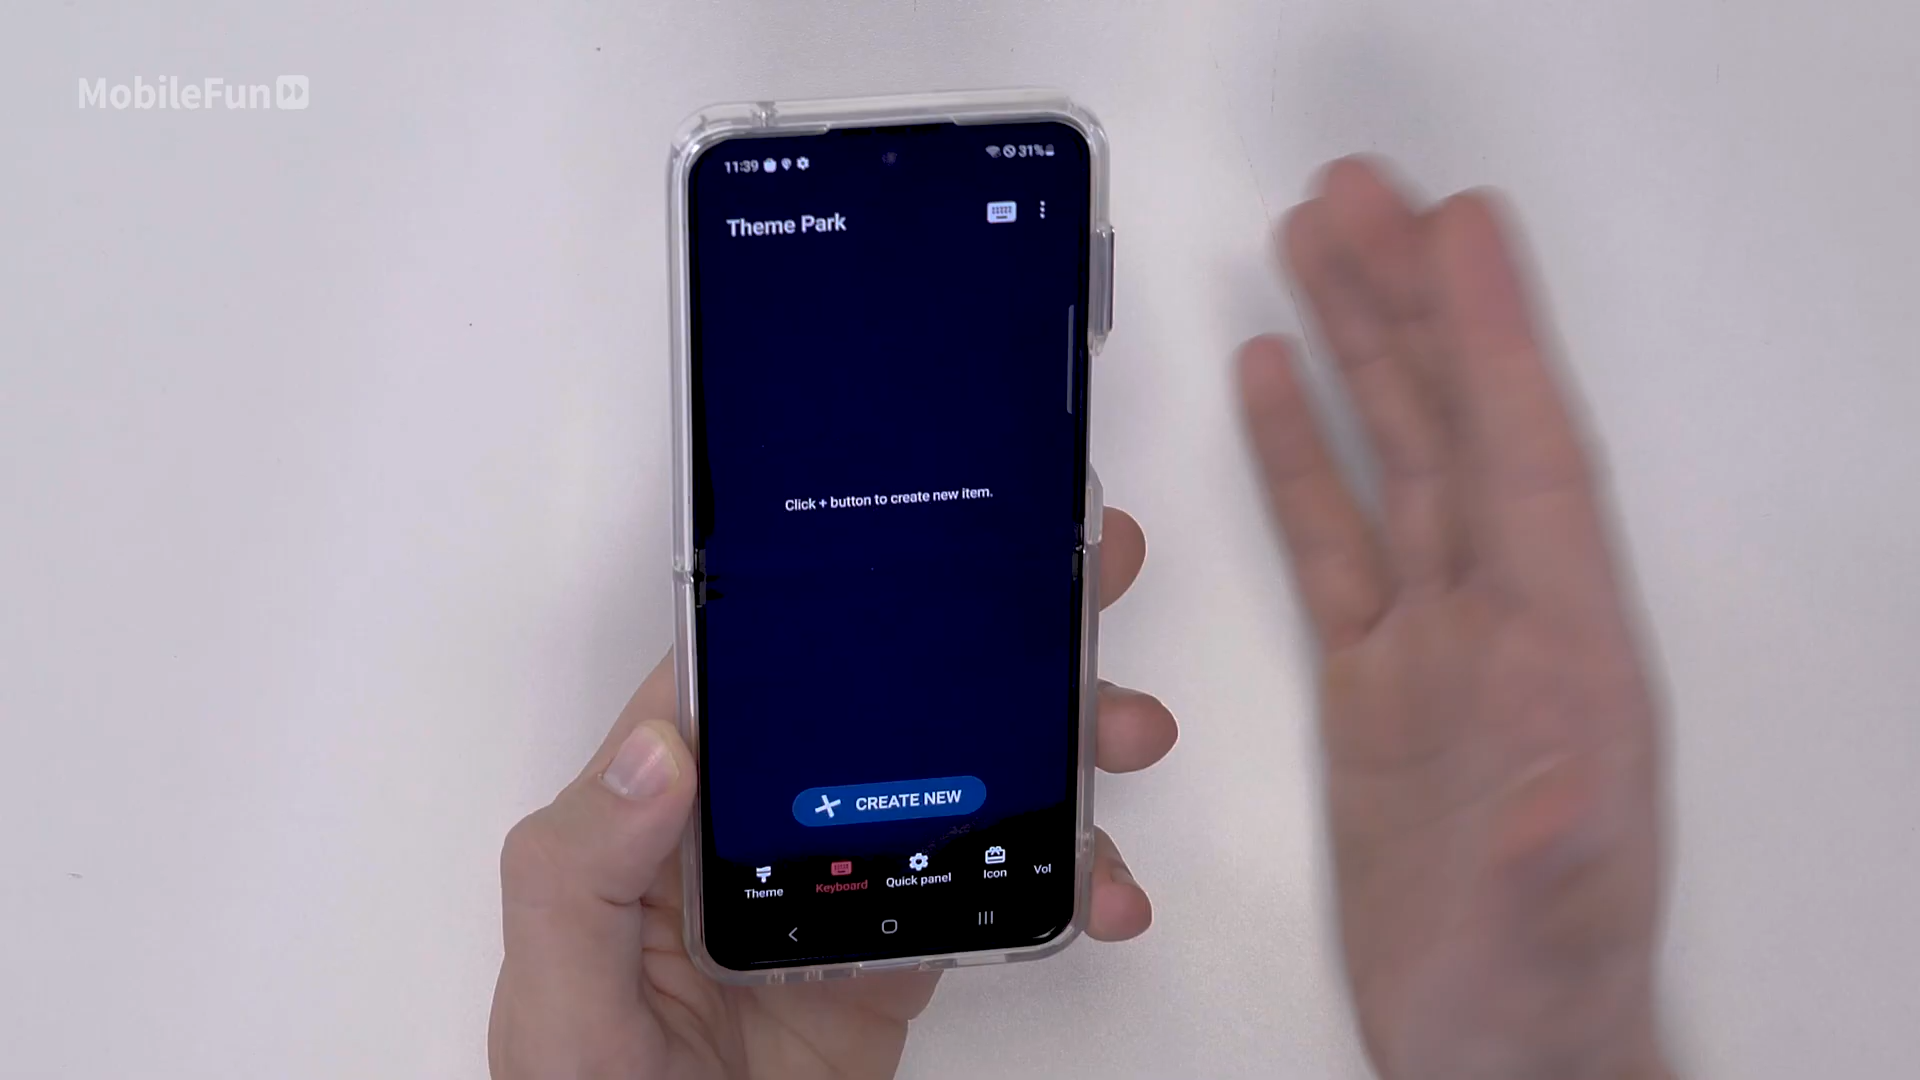 MobileFun
11:39
31%
Theme Park
Click + button to create new item.
CREATE NEW
Theme
Keyboard
Quick panel
Icon
Vol